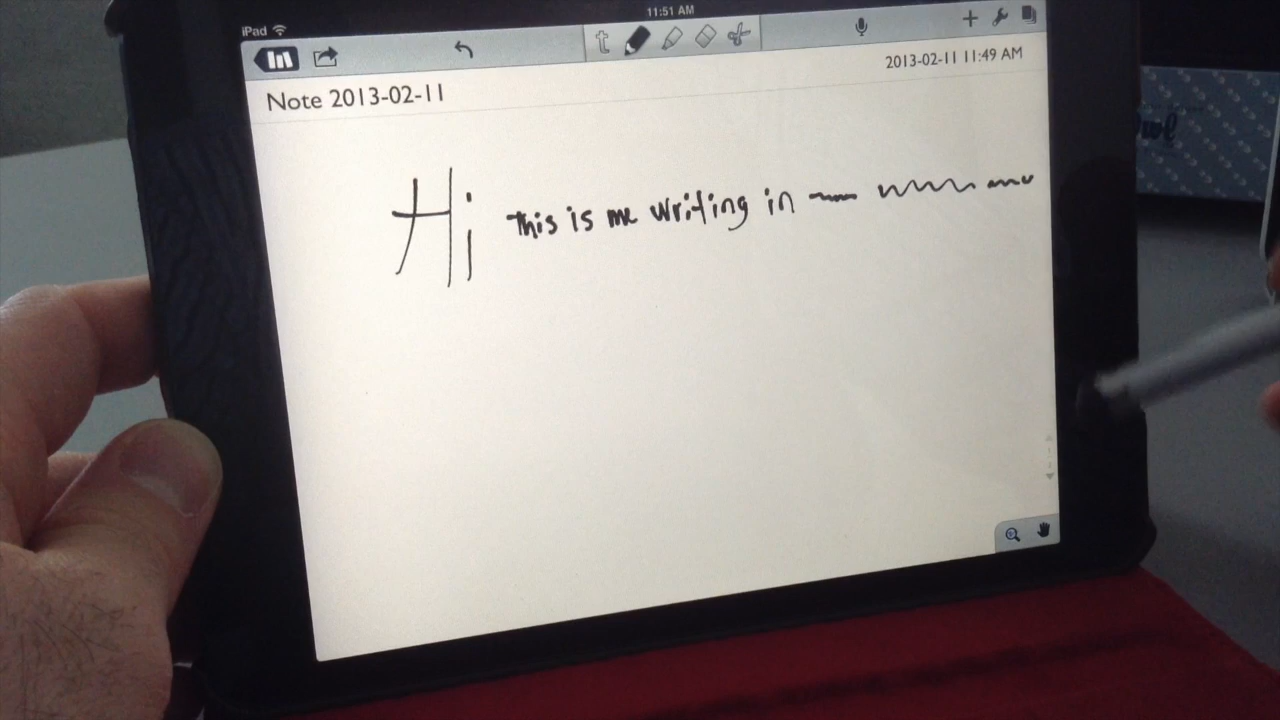 iPad 11:51 AM
t
Note 2013-02-11 2013-02-11 11:49 AM
Hi This is me writing in